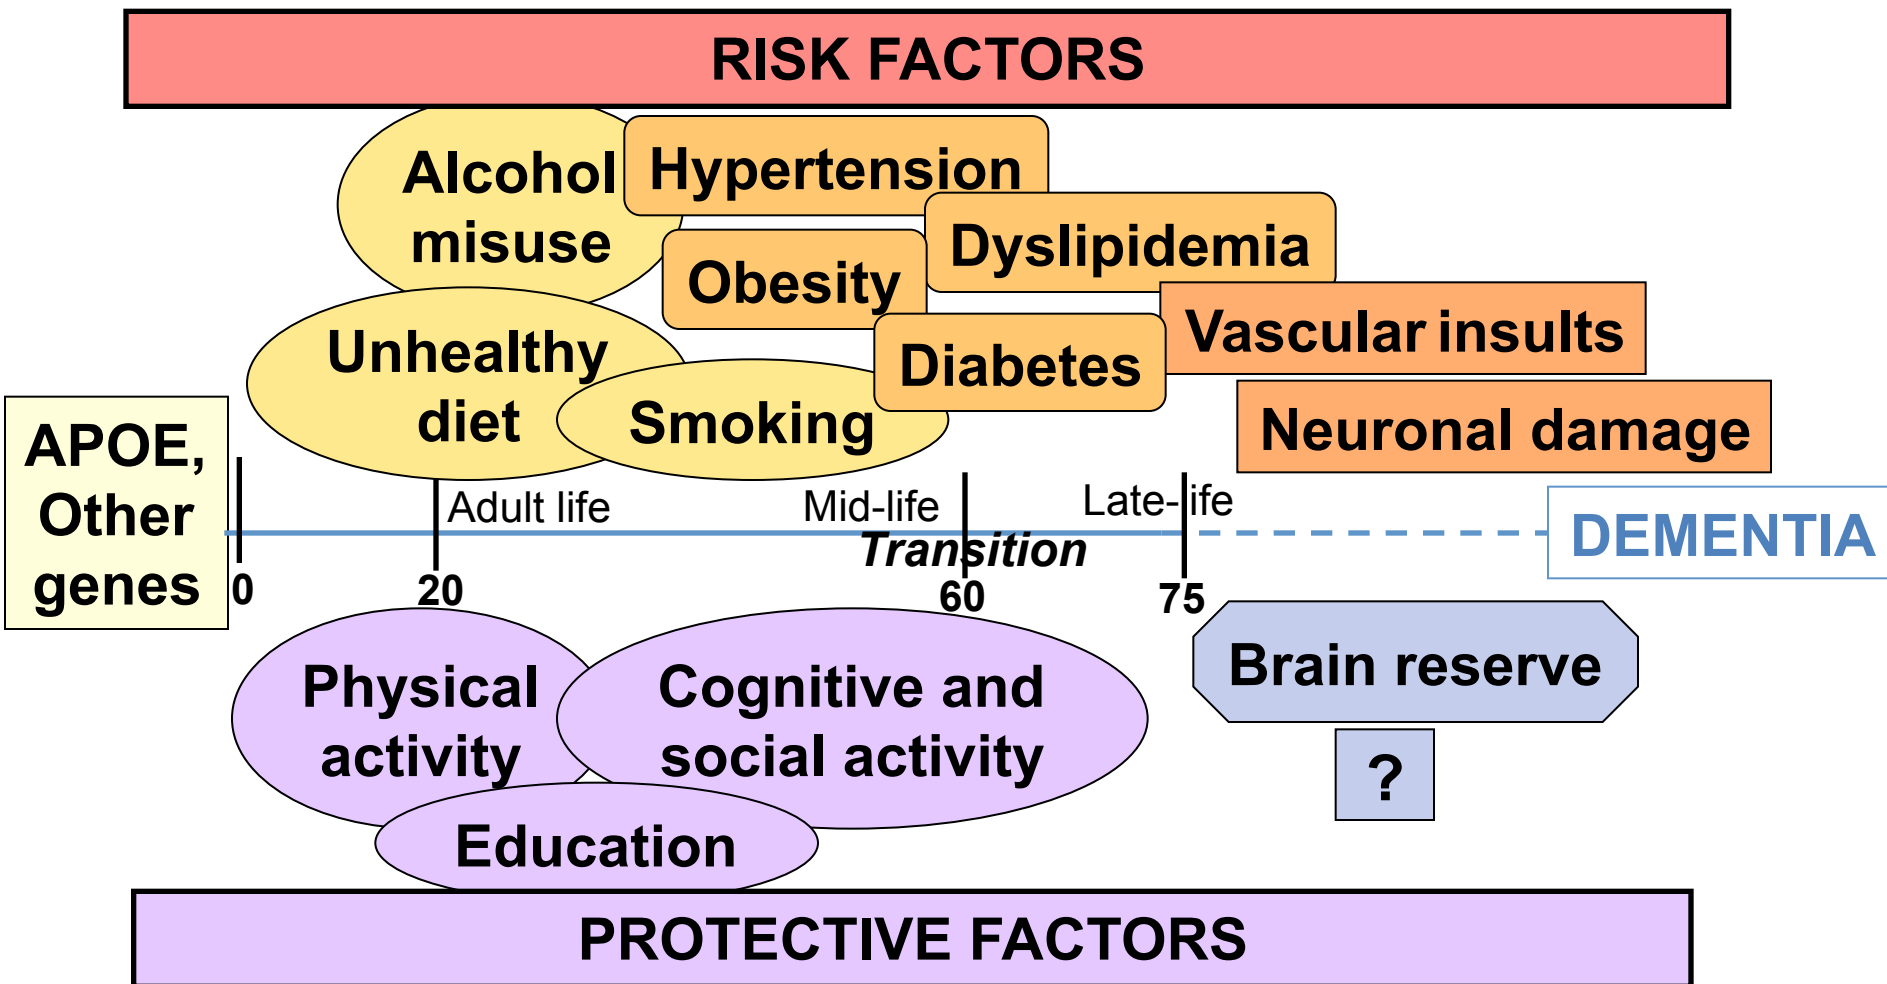 RISK FACTORS
Alcohol
misuse
Hypertension
Dyslipidemia
Obesity
Vascular insults
Unhealthy
diet
Diabetes
Smoking
Neuronal damage
APOE,
Other
genes
Adult life
Mid-life
Late-life
Transition
DEMENTIA
0
20
60
75
Physical
activity
Cognitive and
social activity
Brain reserve
?
Education
PROTECTIVE FACTORS